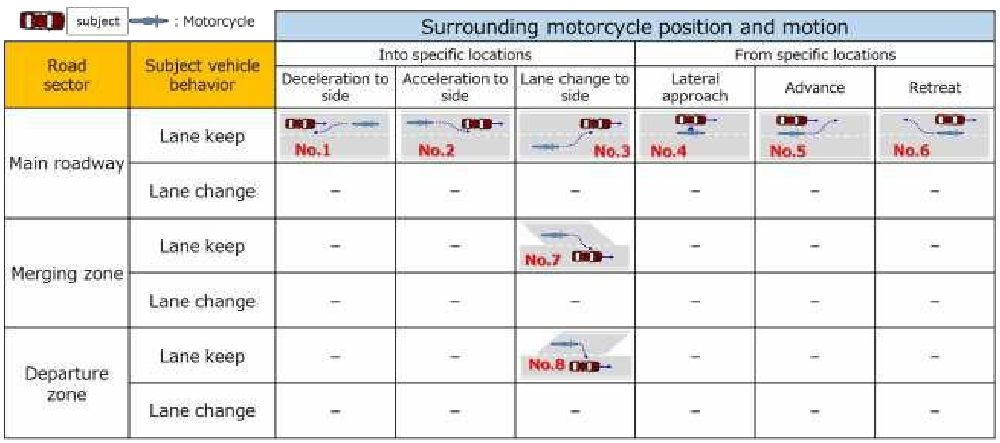 subject : Motorcycle
Surrounding motorcycle position and motion
Road
sector
Subject vehicle
behavior
Into specific locations
From specific locations
Deceleration to
side
Acceleration to
side
Lane change to
side
Lateral
approach
Advance
Retreat
Main roadway
Lane keep
No.1
No.2
No.3
No.4
No.5
No.6
Lane change
– – – – – –
Merging zone
Lane keep
– –
No.7
– – –
Lane change
– – – – – –
Departure
zone
Lane keep
– –
No.8
– – –
Lane change
– – – – – –